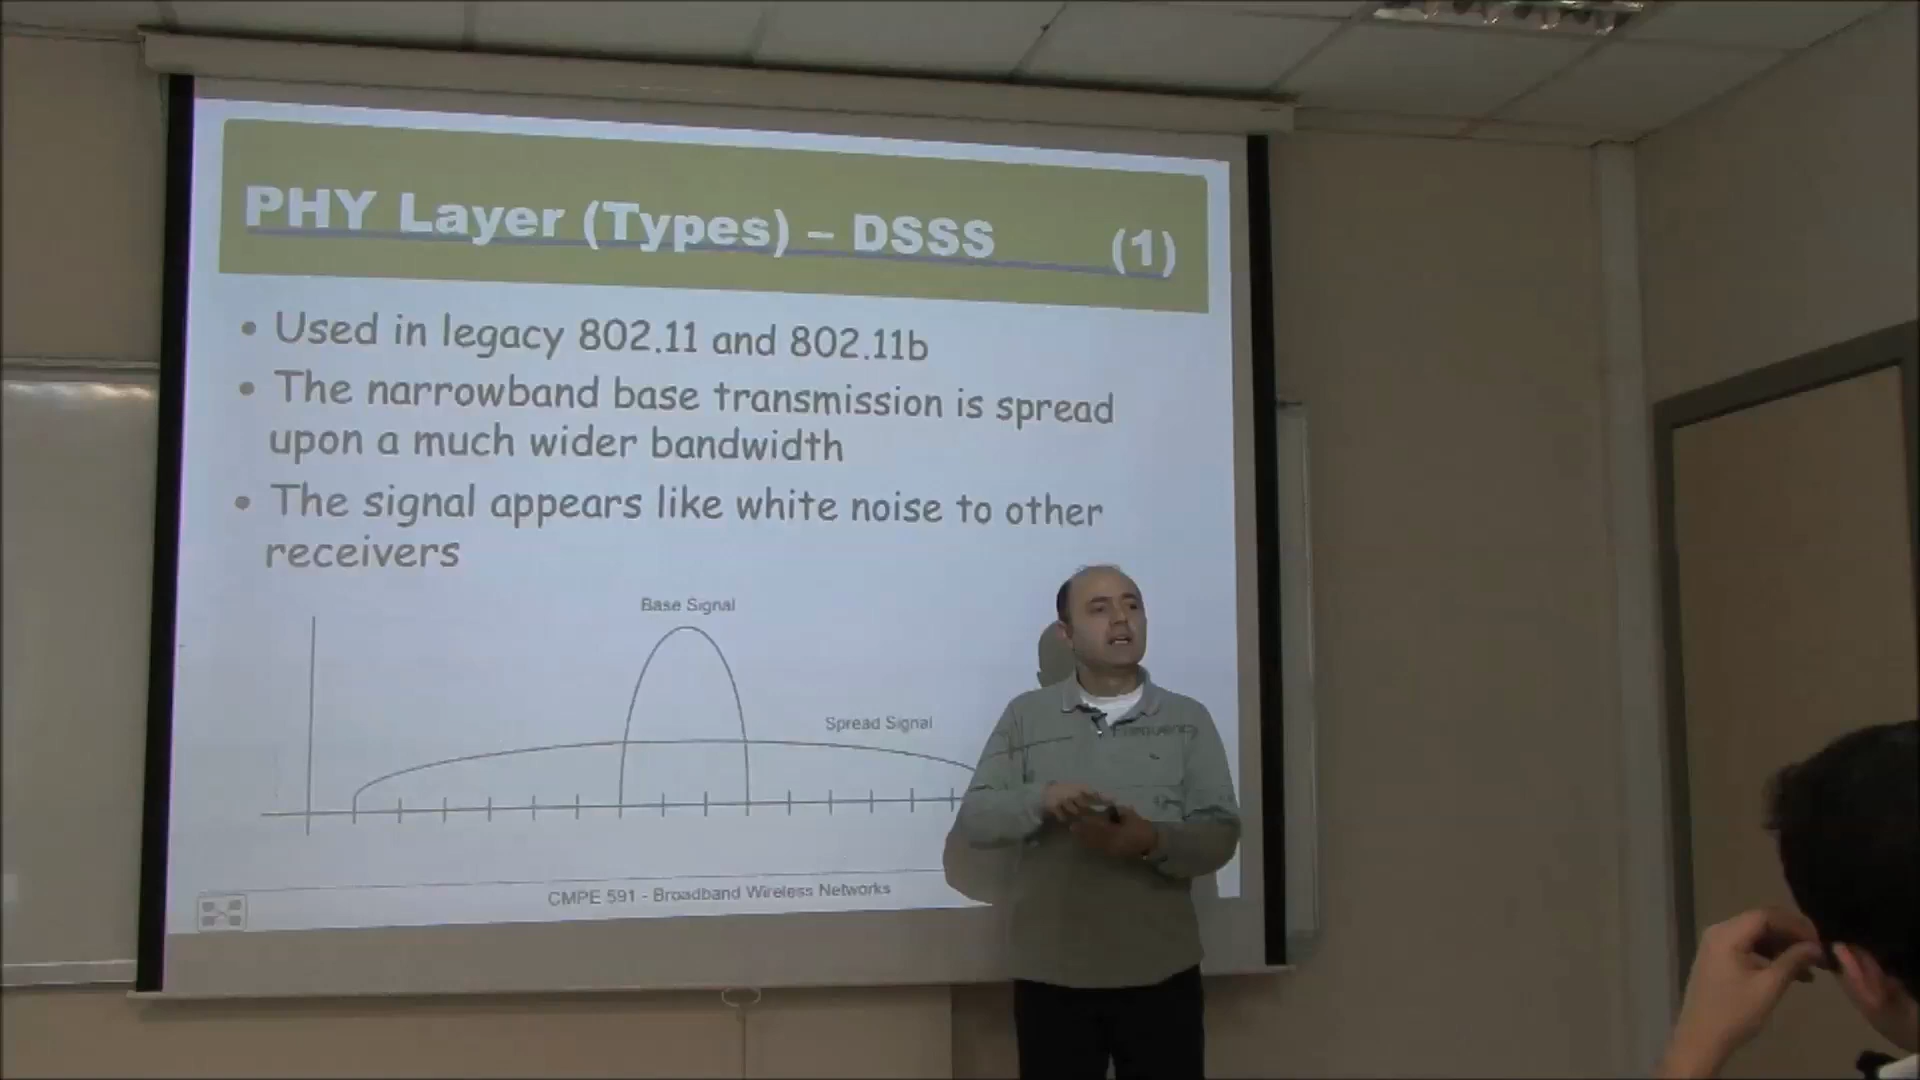 PHY Layer (Types) – DSSS (1)
• Used in legacy 802.11 and 802.11b
• The narrowband base transmission is spread
upon a much wider bandwidth
• The signal appears like white noise to other
receivers
Base Signal
Spread Signal
Frequency
CMPE 591 - Broadband Wireless Networks